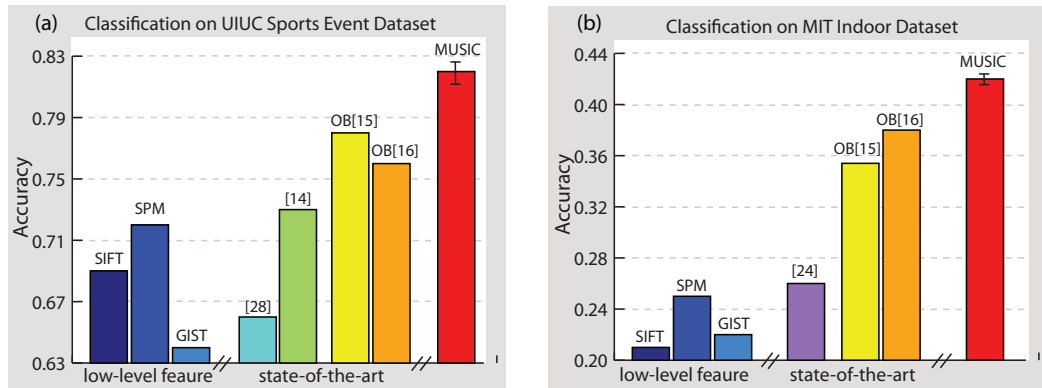 (a) Classification on UIUC Sports Event Dataset
0.83
0.79
0.75
0.71
0.67
0.63
Accuracy
SIFT
SPM
GIST
[28]
[14]
OB[15]
OB[16]
MUSIC
low-level feaure
state-of-the-art
(b) Classification on MIT Indoor Dataset
0.44
0.40
0.36
0.32
0.28
0.24
0.20
Accuracy
SIFT
SPM
GIST
[24]
OB[15]
OB[16]
MUSIC
low-level feaure
state-of-the-art